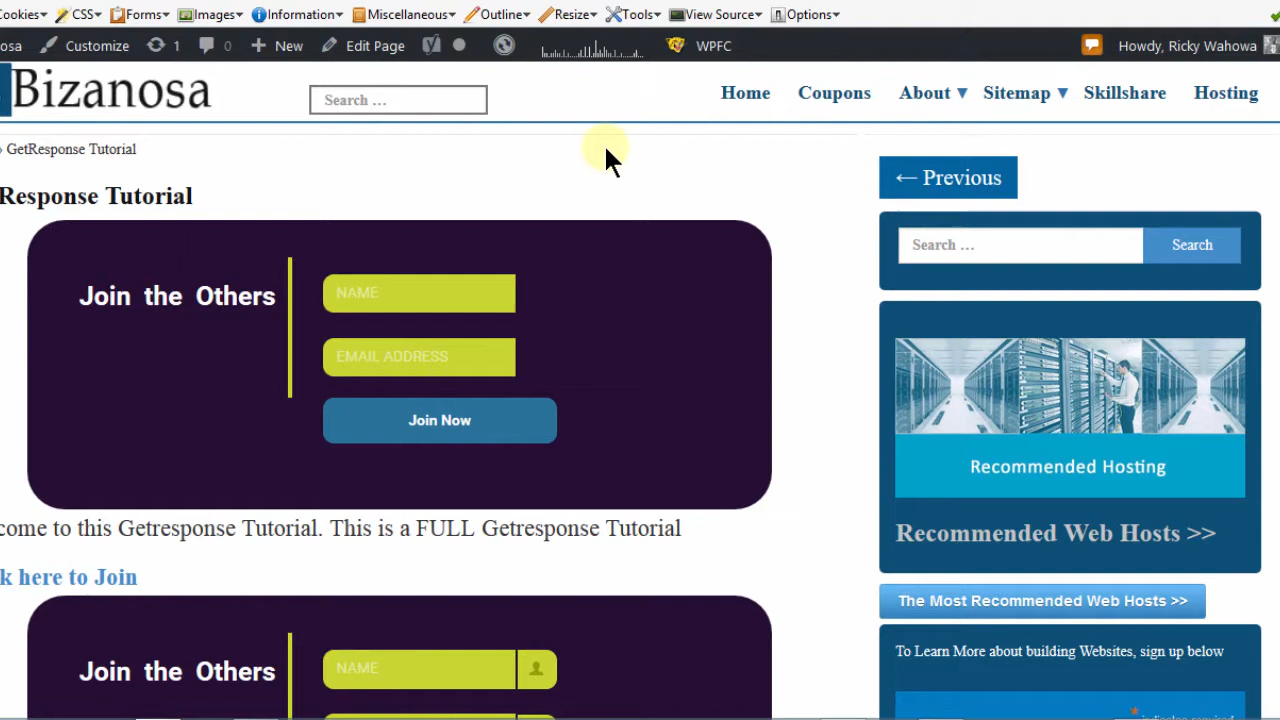 Cookies▾ CSS▾ Forms▾ Images▾ Information▾ Miscellaneous▾ Outline▾ Resize▾ Tools▾ View Source▾ Options▾
osa Customize 1 0 New Edit Page WPFC Howdy, Ricky Wahowa
Bizanosa
Search ...
Home Coupons About ▾ Sitemap ▾ Skillshare Hosting
› GetResponse Tutorial
← Previous
Response Tutorial
Search ...
Search
Join the Others
NAME
EMAIL ADDRESS
Join Now
Recommended Hosting
come to this Getresponse Tutorial. This is a FULL Getresponse Tutorial
Recommended Web Hosts >>
k here to Join
The Most Recommended Web Hosts >>
To Learn More about building Websites, sign up below
Join the Others
NAME
* indicates required